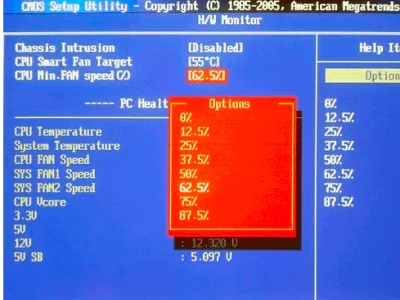 CMOS Setup Utility - Copyright (C) 1985-2005, American Megatrends
H/W Monitor
Chassis Intrusion [Disabled]
CPU Smart Fan Target [55°C]
CPU Min.FAN speed(%) [62.5%]
Help It
Option
----- PC Healt
Options
0%
12.5%
25%
37.5%
50%
62.5%
75%
87.5%
CPU Temperature
System Temperature
CPU FAN Speed
SYS FAN1 Speed
SYS FAN2 Speed
CPU Vcore
3.3V
5V
12V : 12.320 V
5V SB : 5.097 V
0%
12.5%
25%
37.5%
50%
62.5%
75%
87.5%